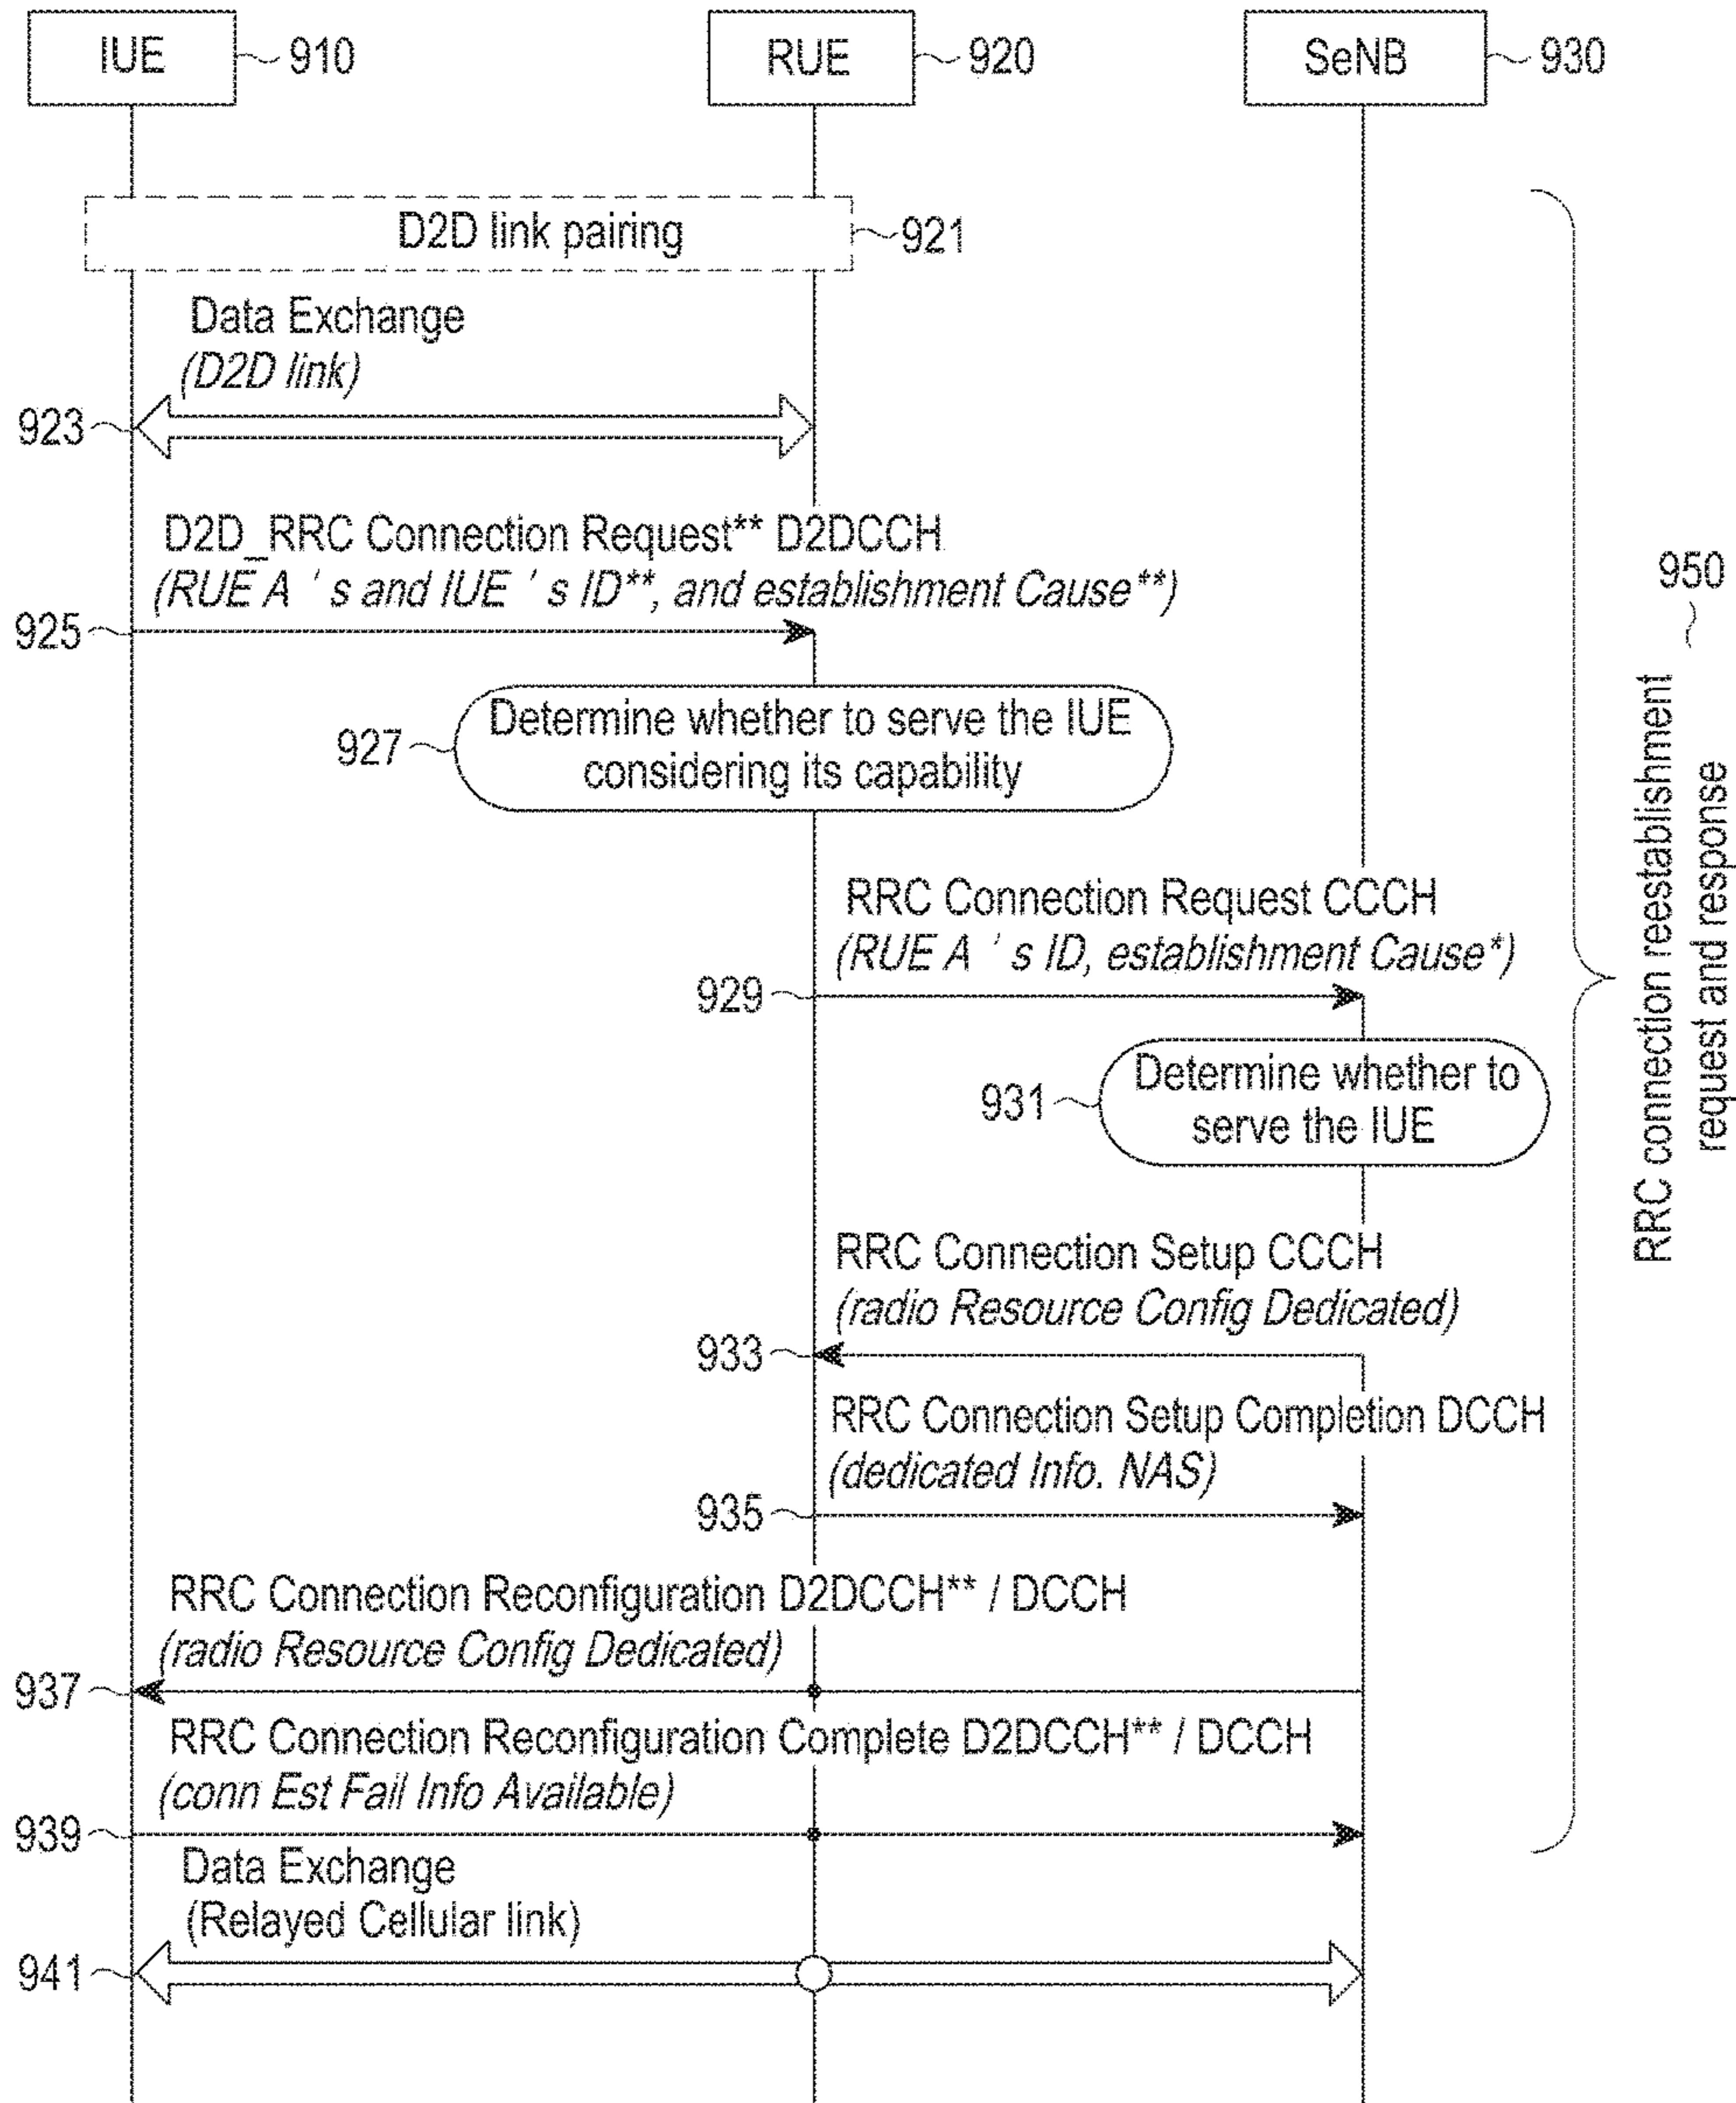 IUE 910 RUE 920 SeNB 930
D2D link pairing 921
Data Exchange
(D2D link)
923
D2D_RRC Connection Request** D2DCCH
(RUE A ' s and IUE ' s ID**, and establishment Cause**)
925
Determine whether to serve the IUE
considering its capability
927
RRC Connection Request CCCH
(RUE A ' s ID, establishment Cause*)
929
Determine whether to
serve the IUE
931
RRC Connection Setup CCCH
(radio Resource Config Dedicated)
933
RRC Connection Setup Completion DCCH
(dedicated Info. NAS)
935
RRC Connection Reconfiguration D2DCCH** / DCCH
(radio Resource Config Dedicated)
937
RRC Connection Reconfiguration Complete D2DCCH** / DCCH
(conn Est Fail Info Available)
939
Data Exchange
(Relayed Cellular link)
941
950
RRC connection reestablishment
request and response